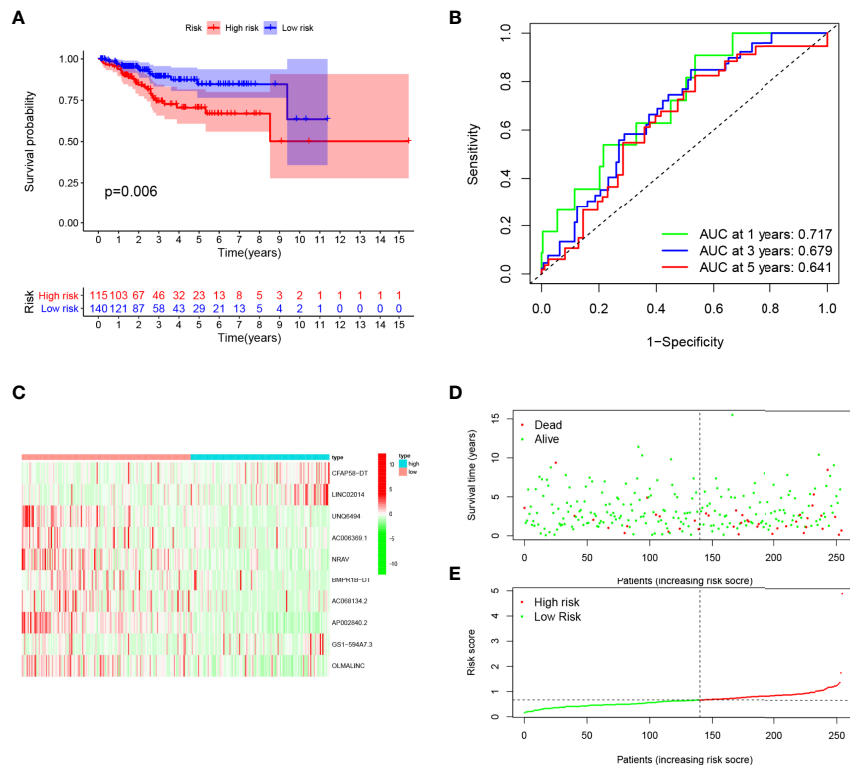 A
Risk High risk Low risk
Survival probability
1.00
0.75
0.50
0.25
0.00
p=0.006
0 1 2 3 4 5 6 7 8 9 10 11 12 13 14 15
Time(years)
Risk
High risk 115 103 67 46 32 23 13 8 5 3 2 1 1 1 1 1
Low risk 140 121 87 58 43 29 21 13 5 4 2 1 0 0 0 0
0 1 2 3 4 5 6 7 8 9 10 11 12 13 14 15
Time(years)
B
Sensitivity
1.0
0.8
0.6
0.4
0.2
0.0
AUC at 1 years: 0.717
AUC at 3 years: 0.679
AUC at 5 years: 0.641
0.0 0.2 0.4 0.6 0.8 1.0
1−Specificity
C
type
CFAP58−DT
LINC02014
UNQ6494
AC006369.1
NRAV
BMPR1B−DT
AC068134.2
AP002840.2
GS1−594A7.3
OLMALINC
10
5
0
−5
−10
type
high
low
D
Survival time (years)
15
10
5
0
Dead
Alive
0 50 100 150 200 250
Patients (increasing risk socre)
E
Risk score
5
4
3
2
1
0
High risk
Low Risk
0 50 100 150 200 250
Patients (increasing risk socre)